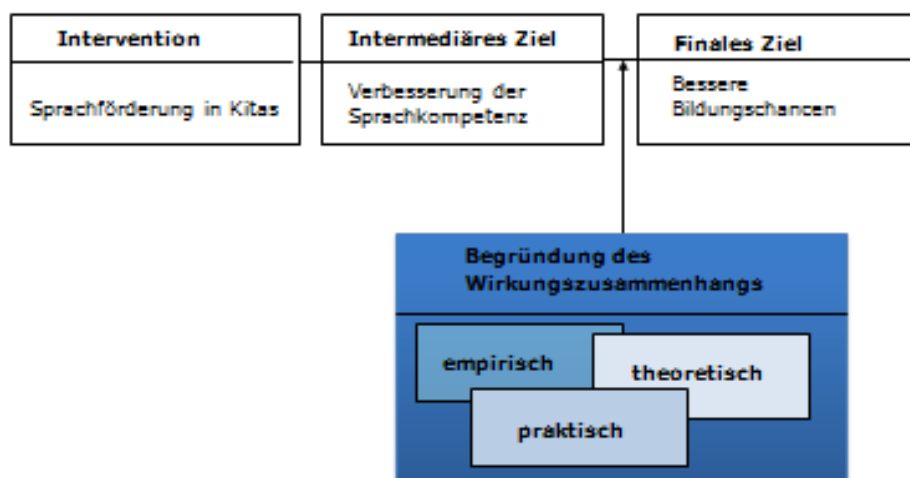 Intervention
Sprachförderung in Kitas
Intermediäres Ziel
Verbesserung der
Sprachkompetenz
Finales Ziel
Bessere
Bildungschancen
Begründung des
Wirkungszusammenhangs
empirisch
theoretisch
praktisch